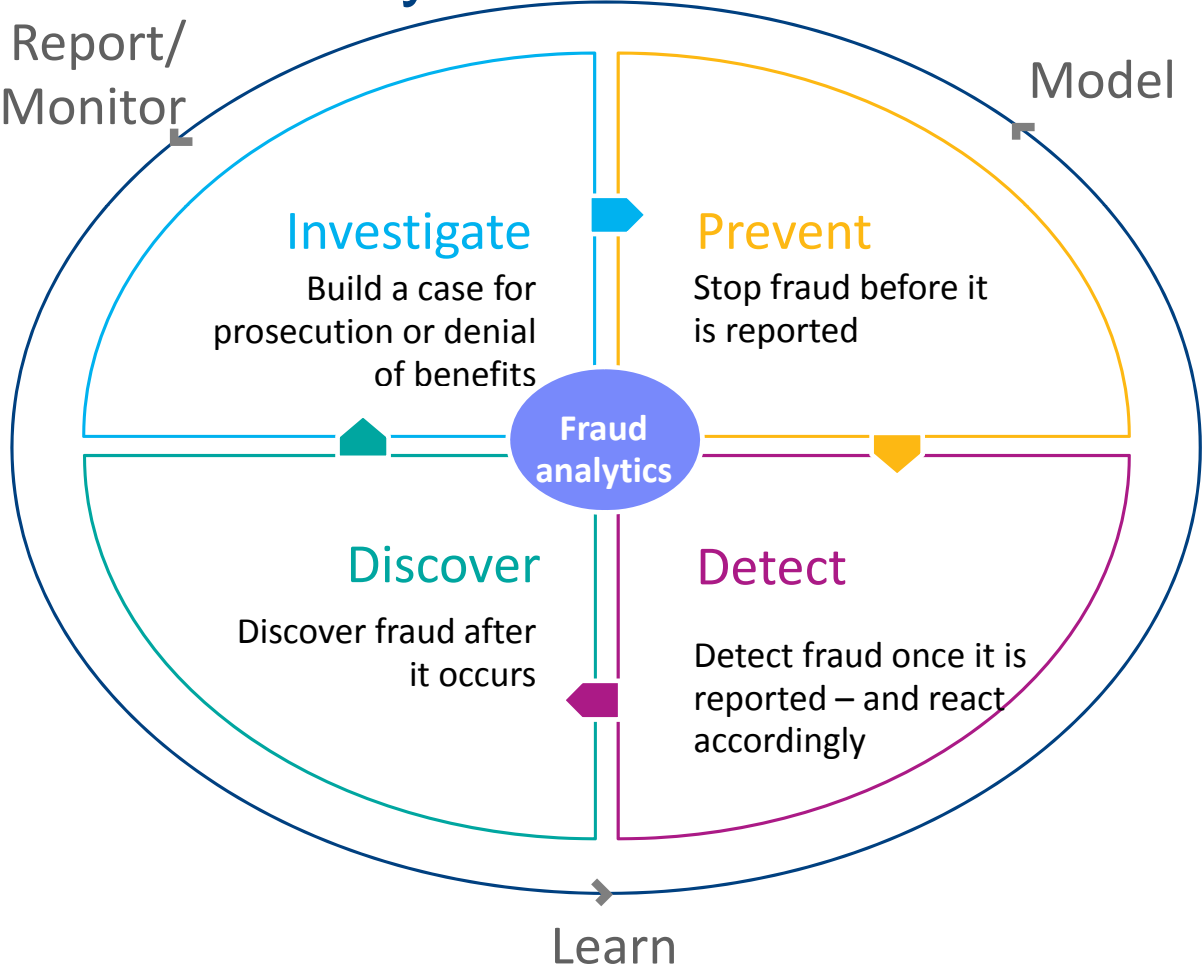 Report/
Monitor
Model
Investigate
Build a case for
prosecution or denial
of benefits
Prevent
Stop fraud before it
is reported
Fraud
analytics
Discover
Discover fraud after
it occurs
Detect
Detect fraud once it is
reported – and react
accordingly
Learn